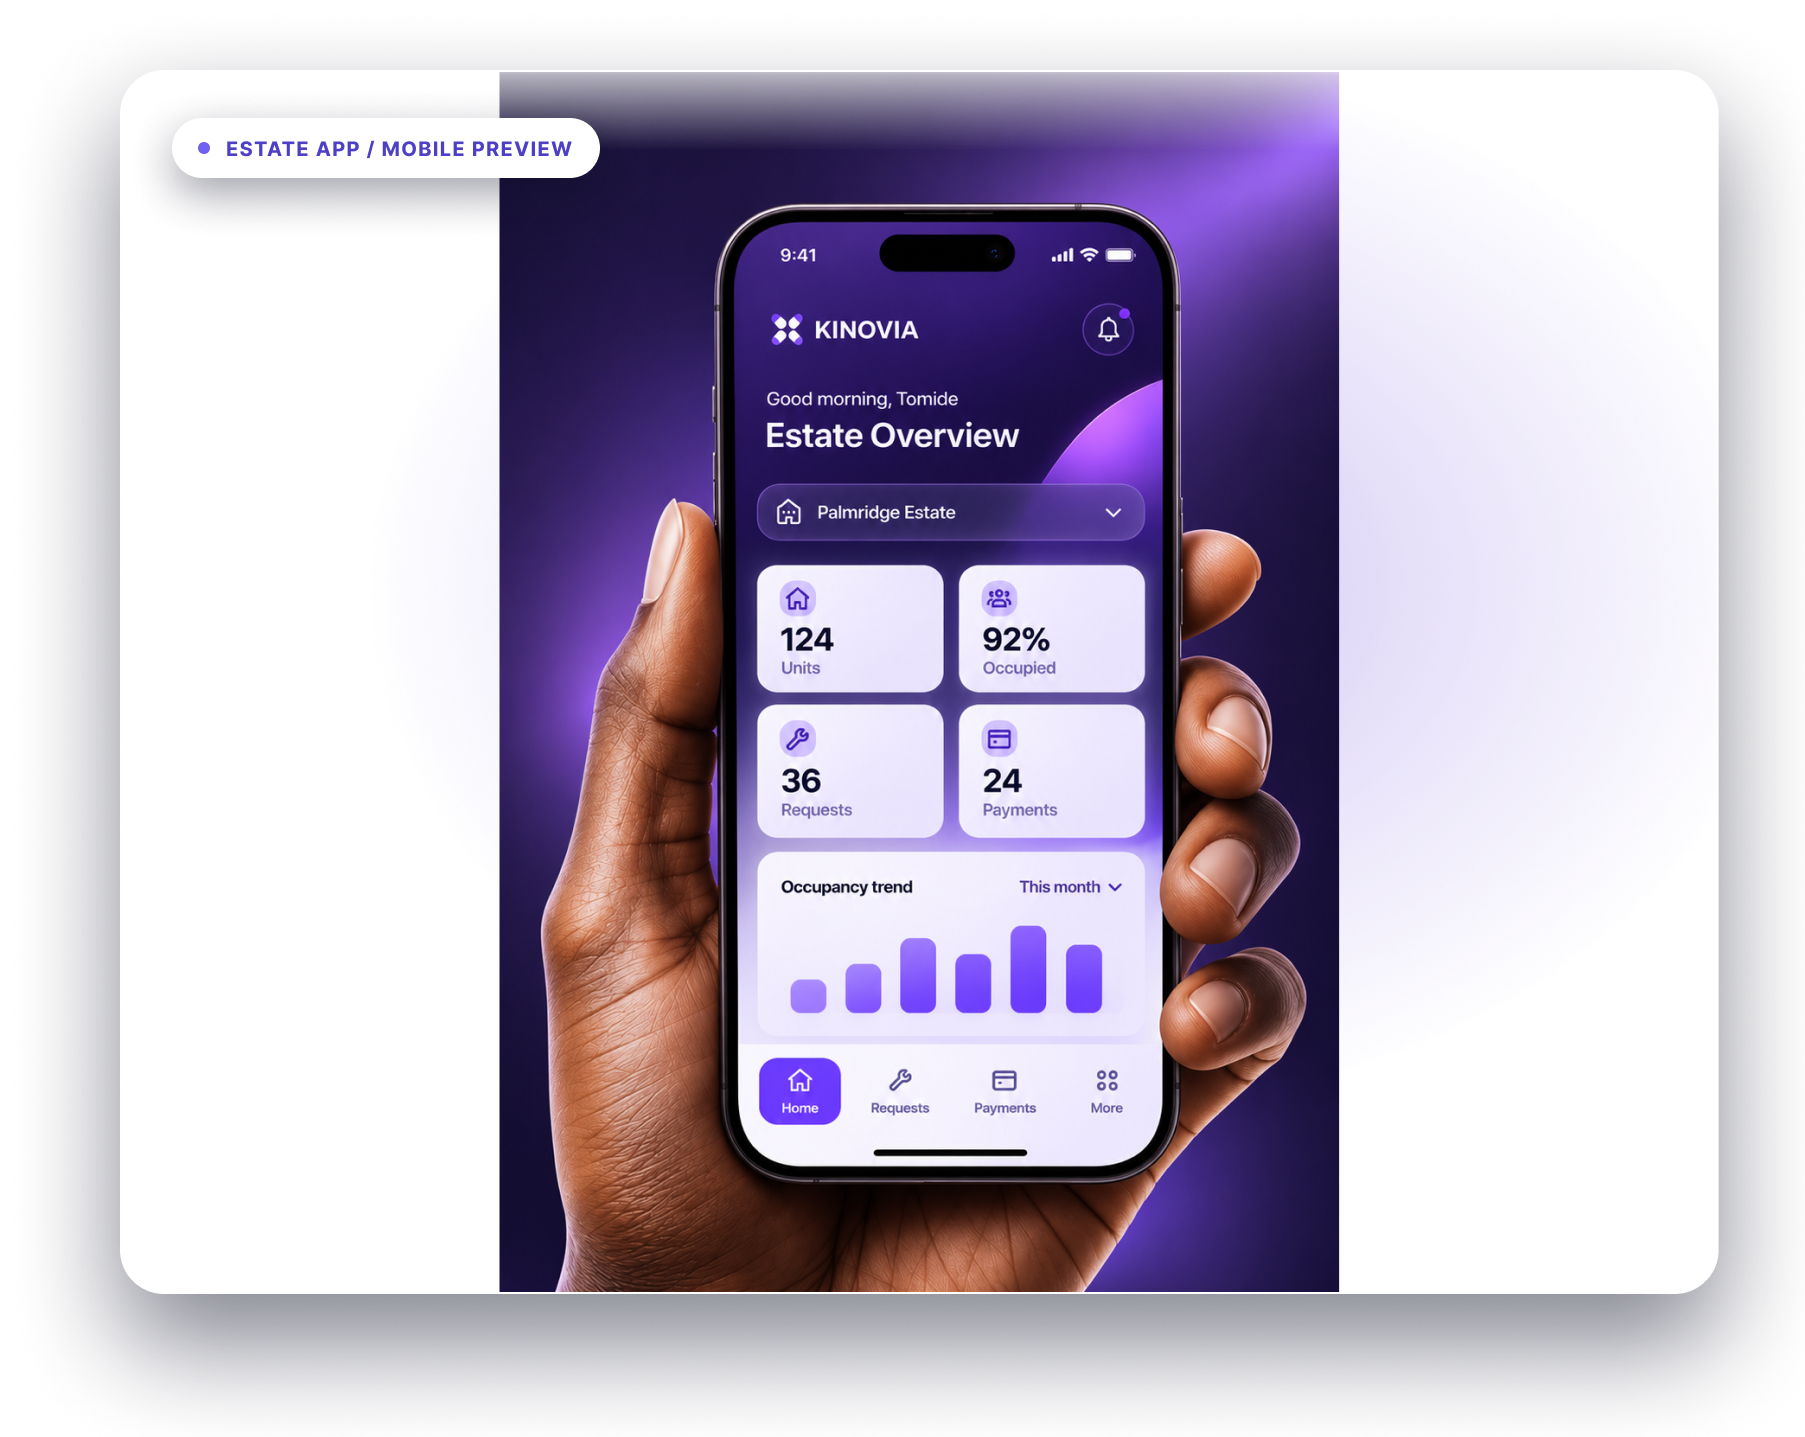 ESTATE APP / MOBILE PREVIEW
9:41
KINOVIA
Good morning, Tomide
Estate Overview
Palmridge Estate
124
Units
92%
Occupied
36
Requests
24
Payments
Occupancy trend
This month
Home
Requests
Payments
More